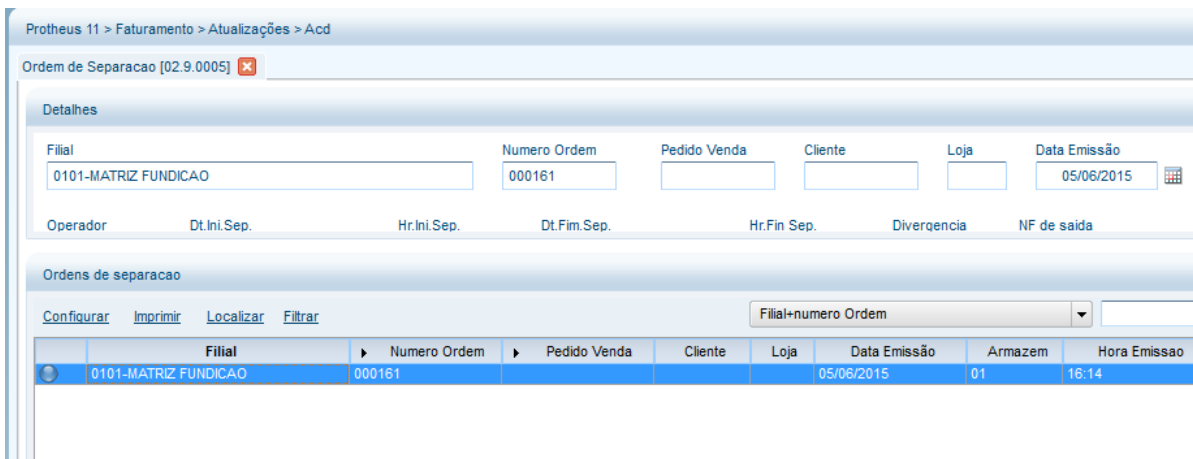 Protheus 11 > Faturamento > Atualizações > Acd
Ordem de Separacao [02.9.0005]
Detalhes
Filial Numero Ordem Pedido Venda Cliente Loja Data Emissão
0101-MATRIZ FUNDICAO 000161 05/06/2015
Operador Dt.Ini.Sep. Hr.Ini.Sep. Dt.Fim.Sep. Hr.Fin Sep. Divergencia NF de saida
Ordens de separacao
Configurar Imprimir Localizar Filtrar Filial+numero Ordem
Filial Numero Ordem Pedido Venda Cliente Loja Data Emissão Armazem Hora Emissao
0101-MATRIZ FUNDICAO 000161 05/06/2015 01 16:14